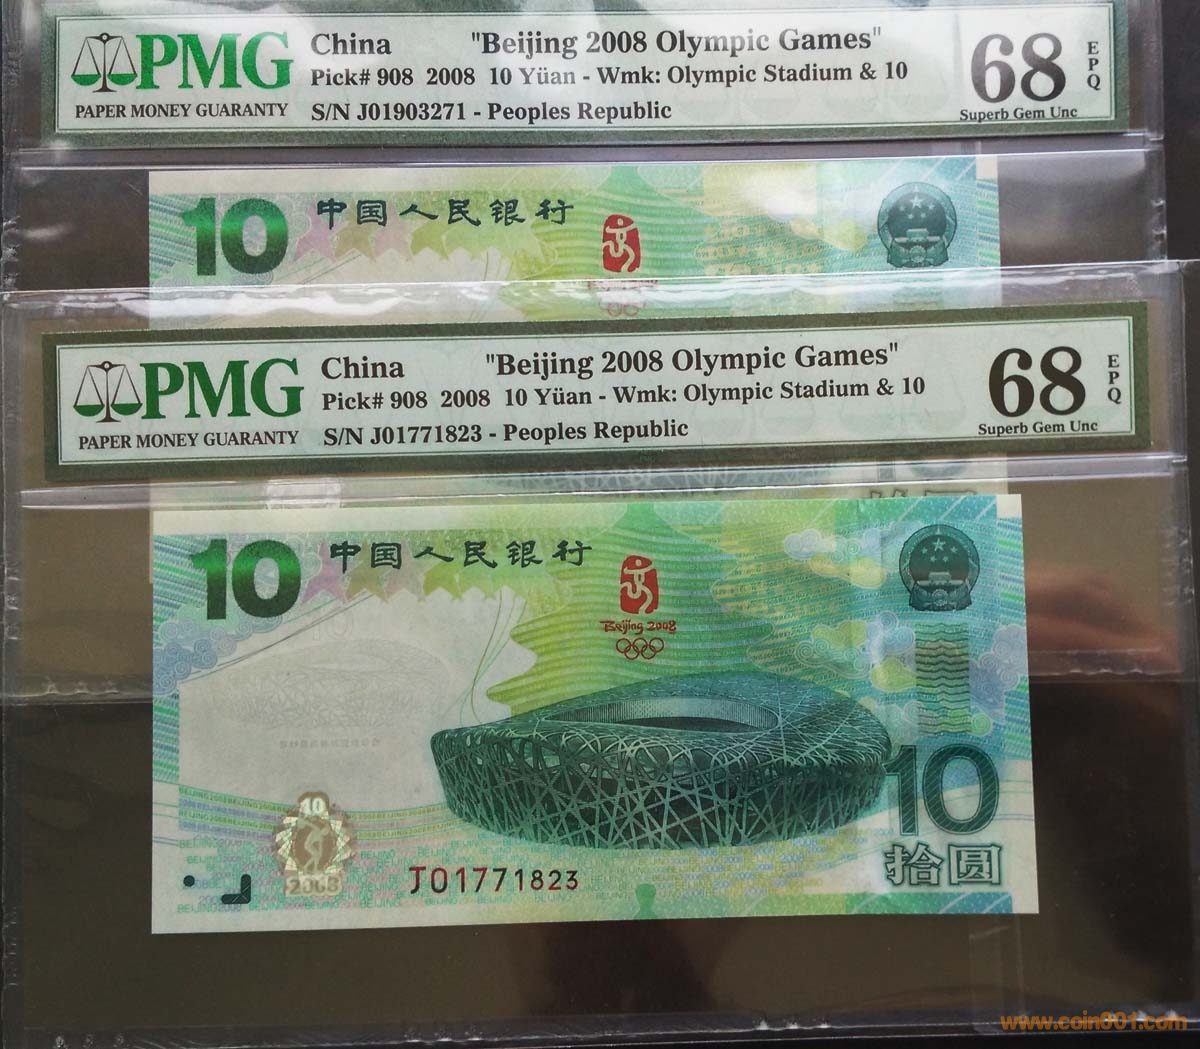 PMG
PAPER MONEY GUARANTY
China "Beijing 2008 Olympic Games"
Pick# 908 2008 10 Yüan - Wmk: Olympic Stadium & 10
S/N J01903271 - Peoples Republic
68
EPQ
Superb Gem Unc
10
中国人民银行
PMG
PAPER MONEY GUARANTY
China "Beijing 2008 Olympic Games"
Pick# 908 2008 10 Yüan - Wmk: Olympic Stadium & 10
S/N J01771823 - Peoples Republic
68
EPQ
Superb Gem Unc
10
中国人民银行
Beijing 2008
10
拾圆
10
2008
J01771823
www.coin001.com